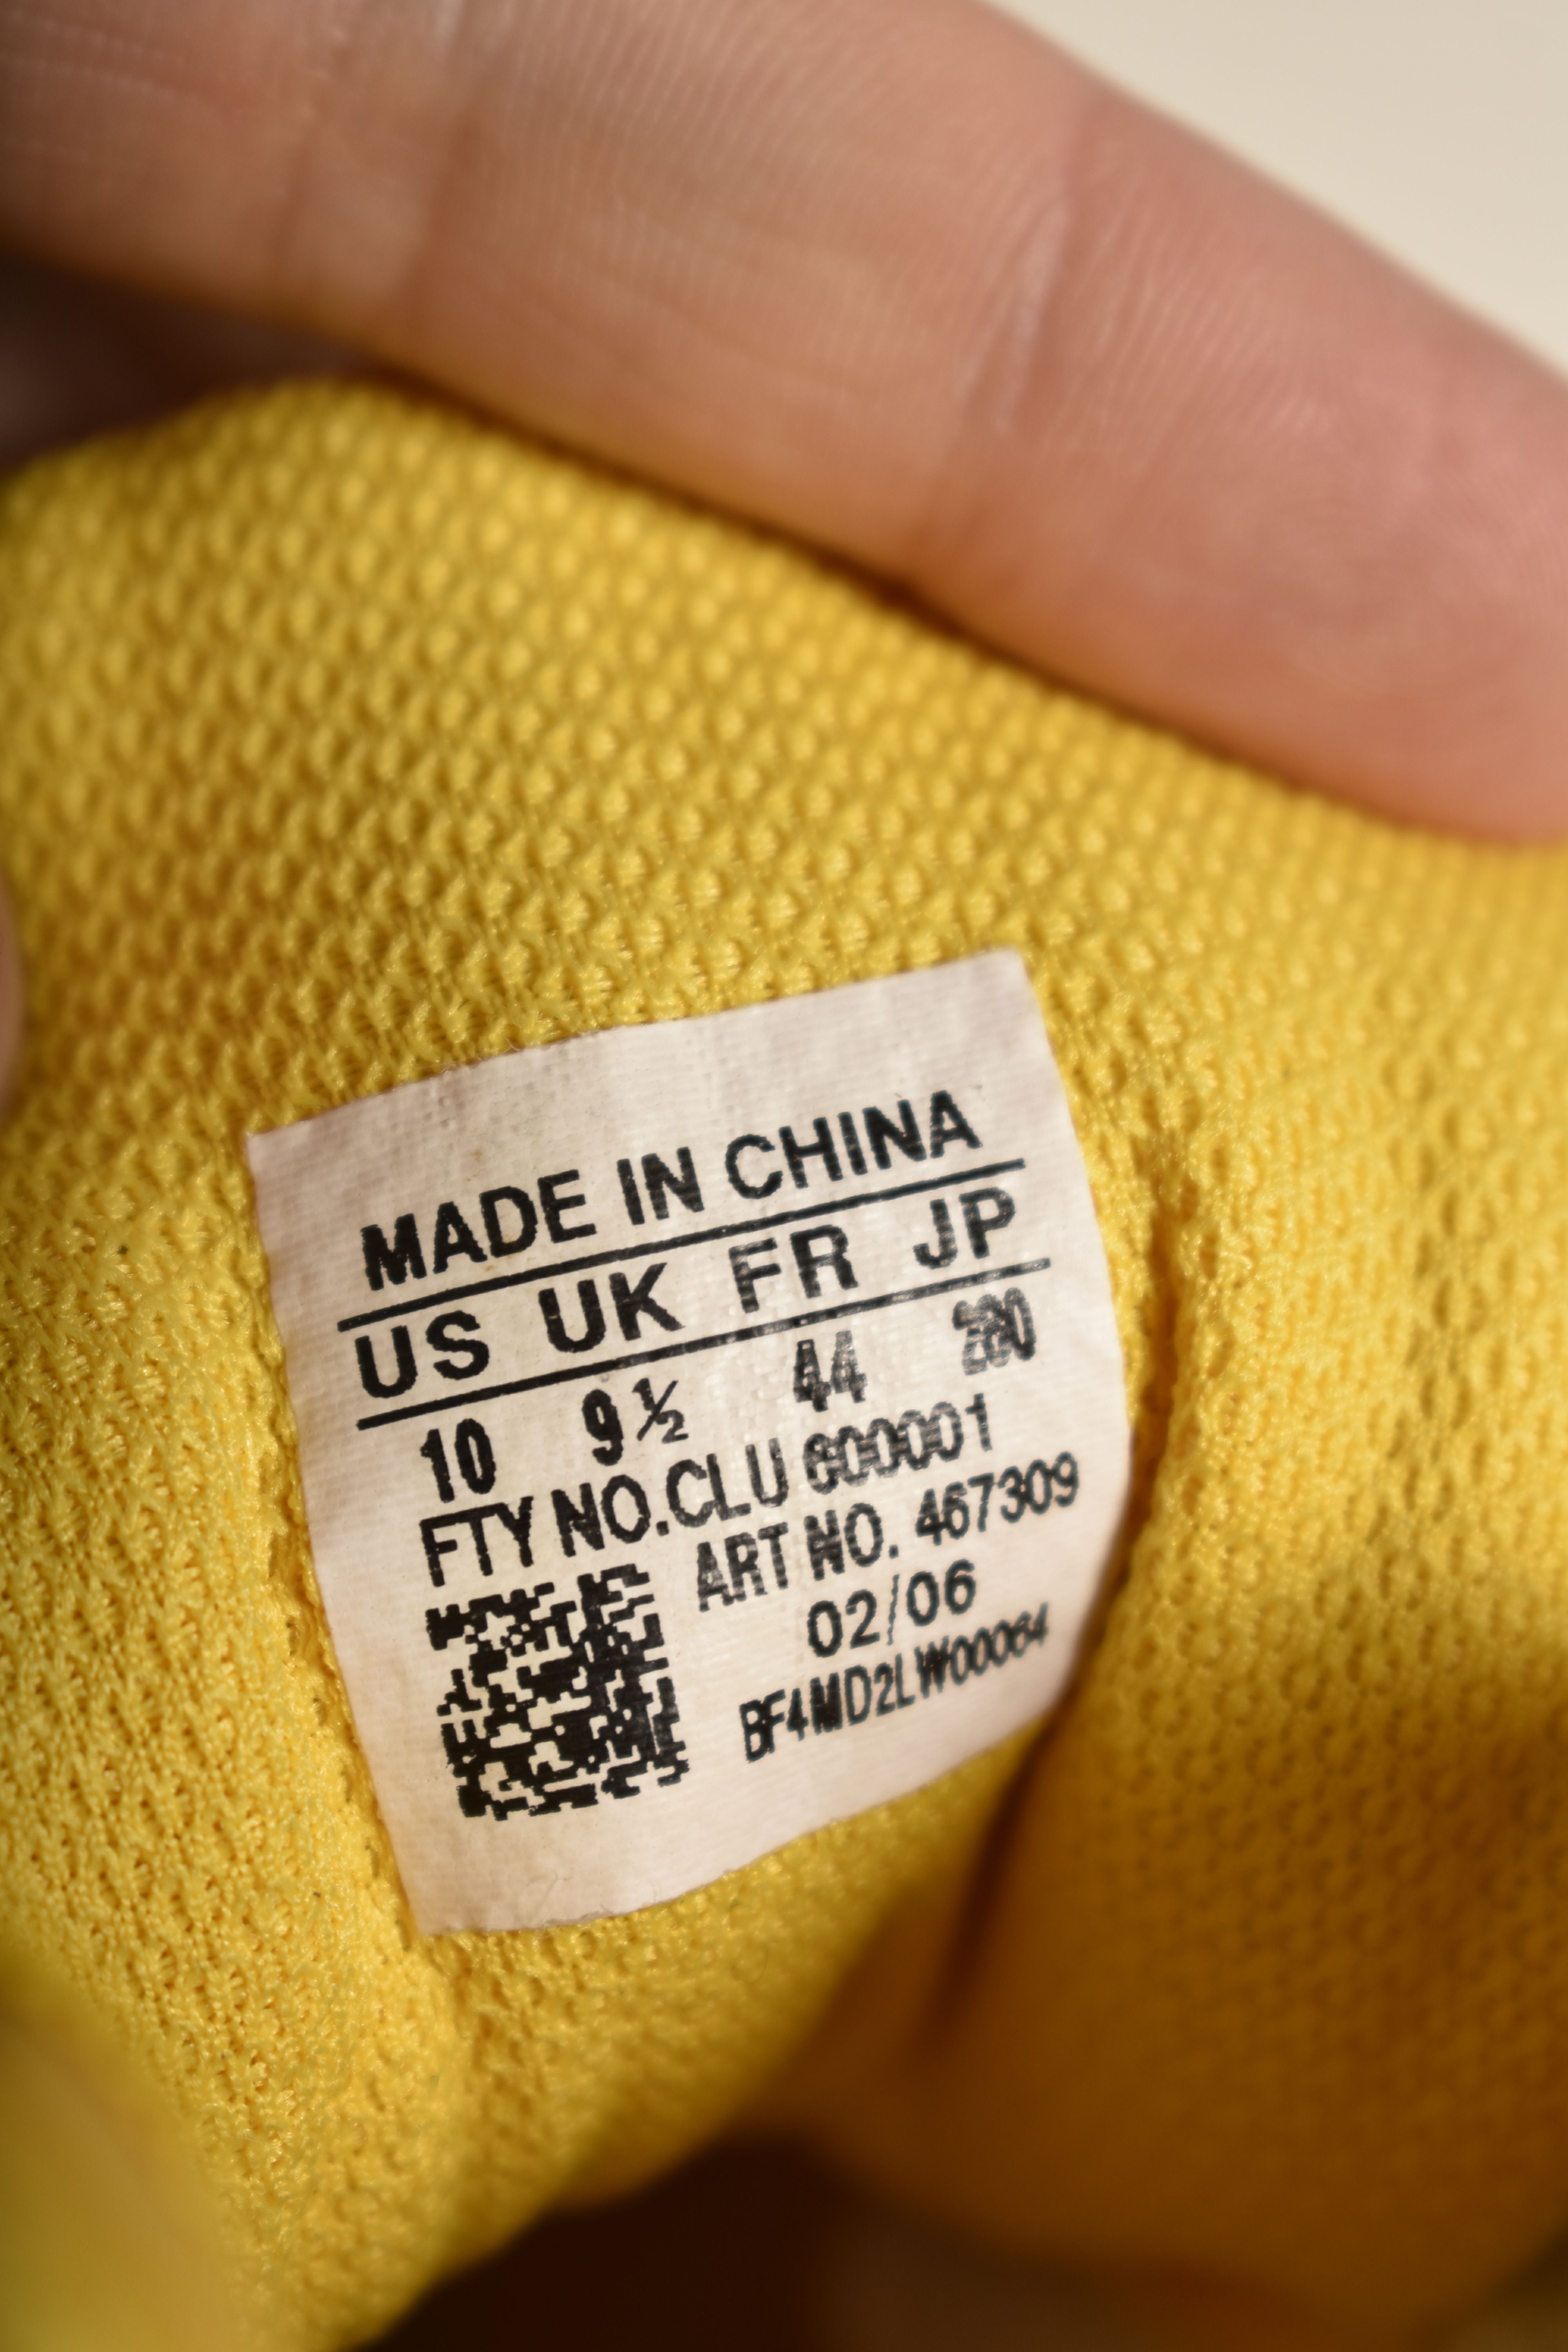 MADE IN CHINA
US UK FR JP
10 9½ 44 280
FTY NO.CLU 600001
ART NO. 467309
02/06
BF4MD2LW00064